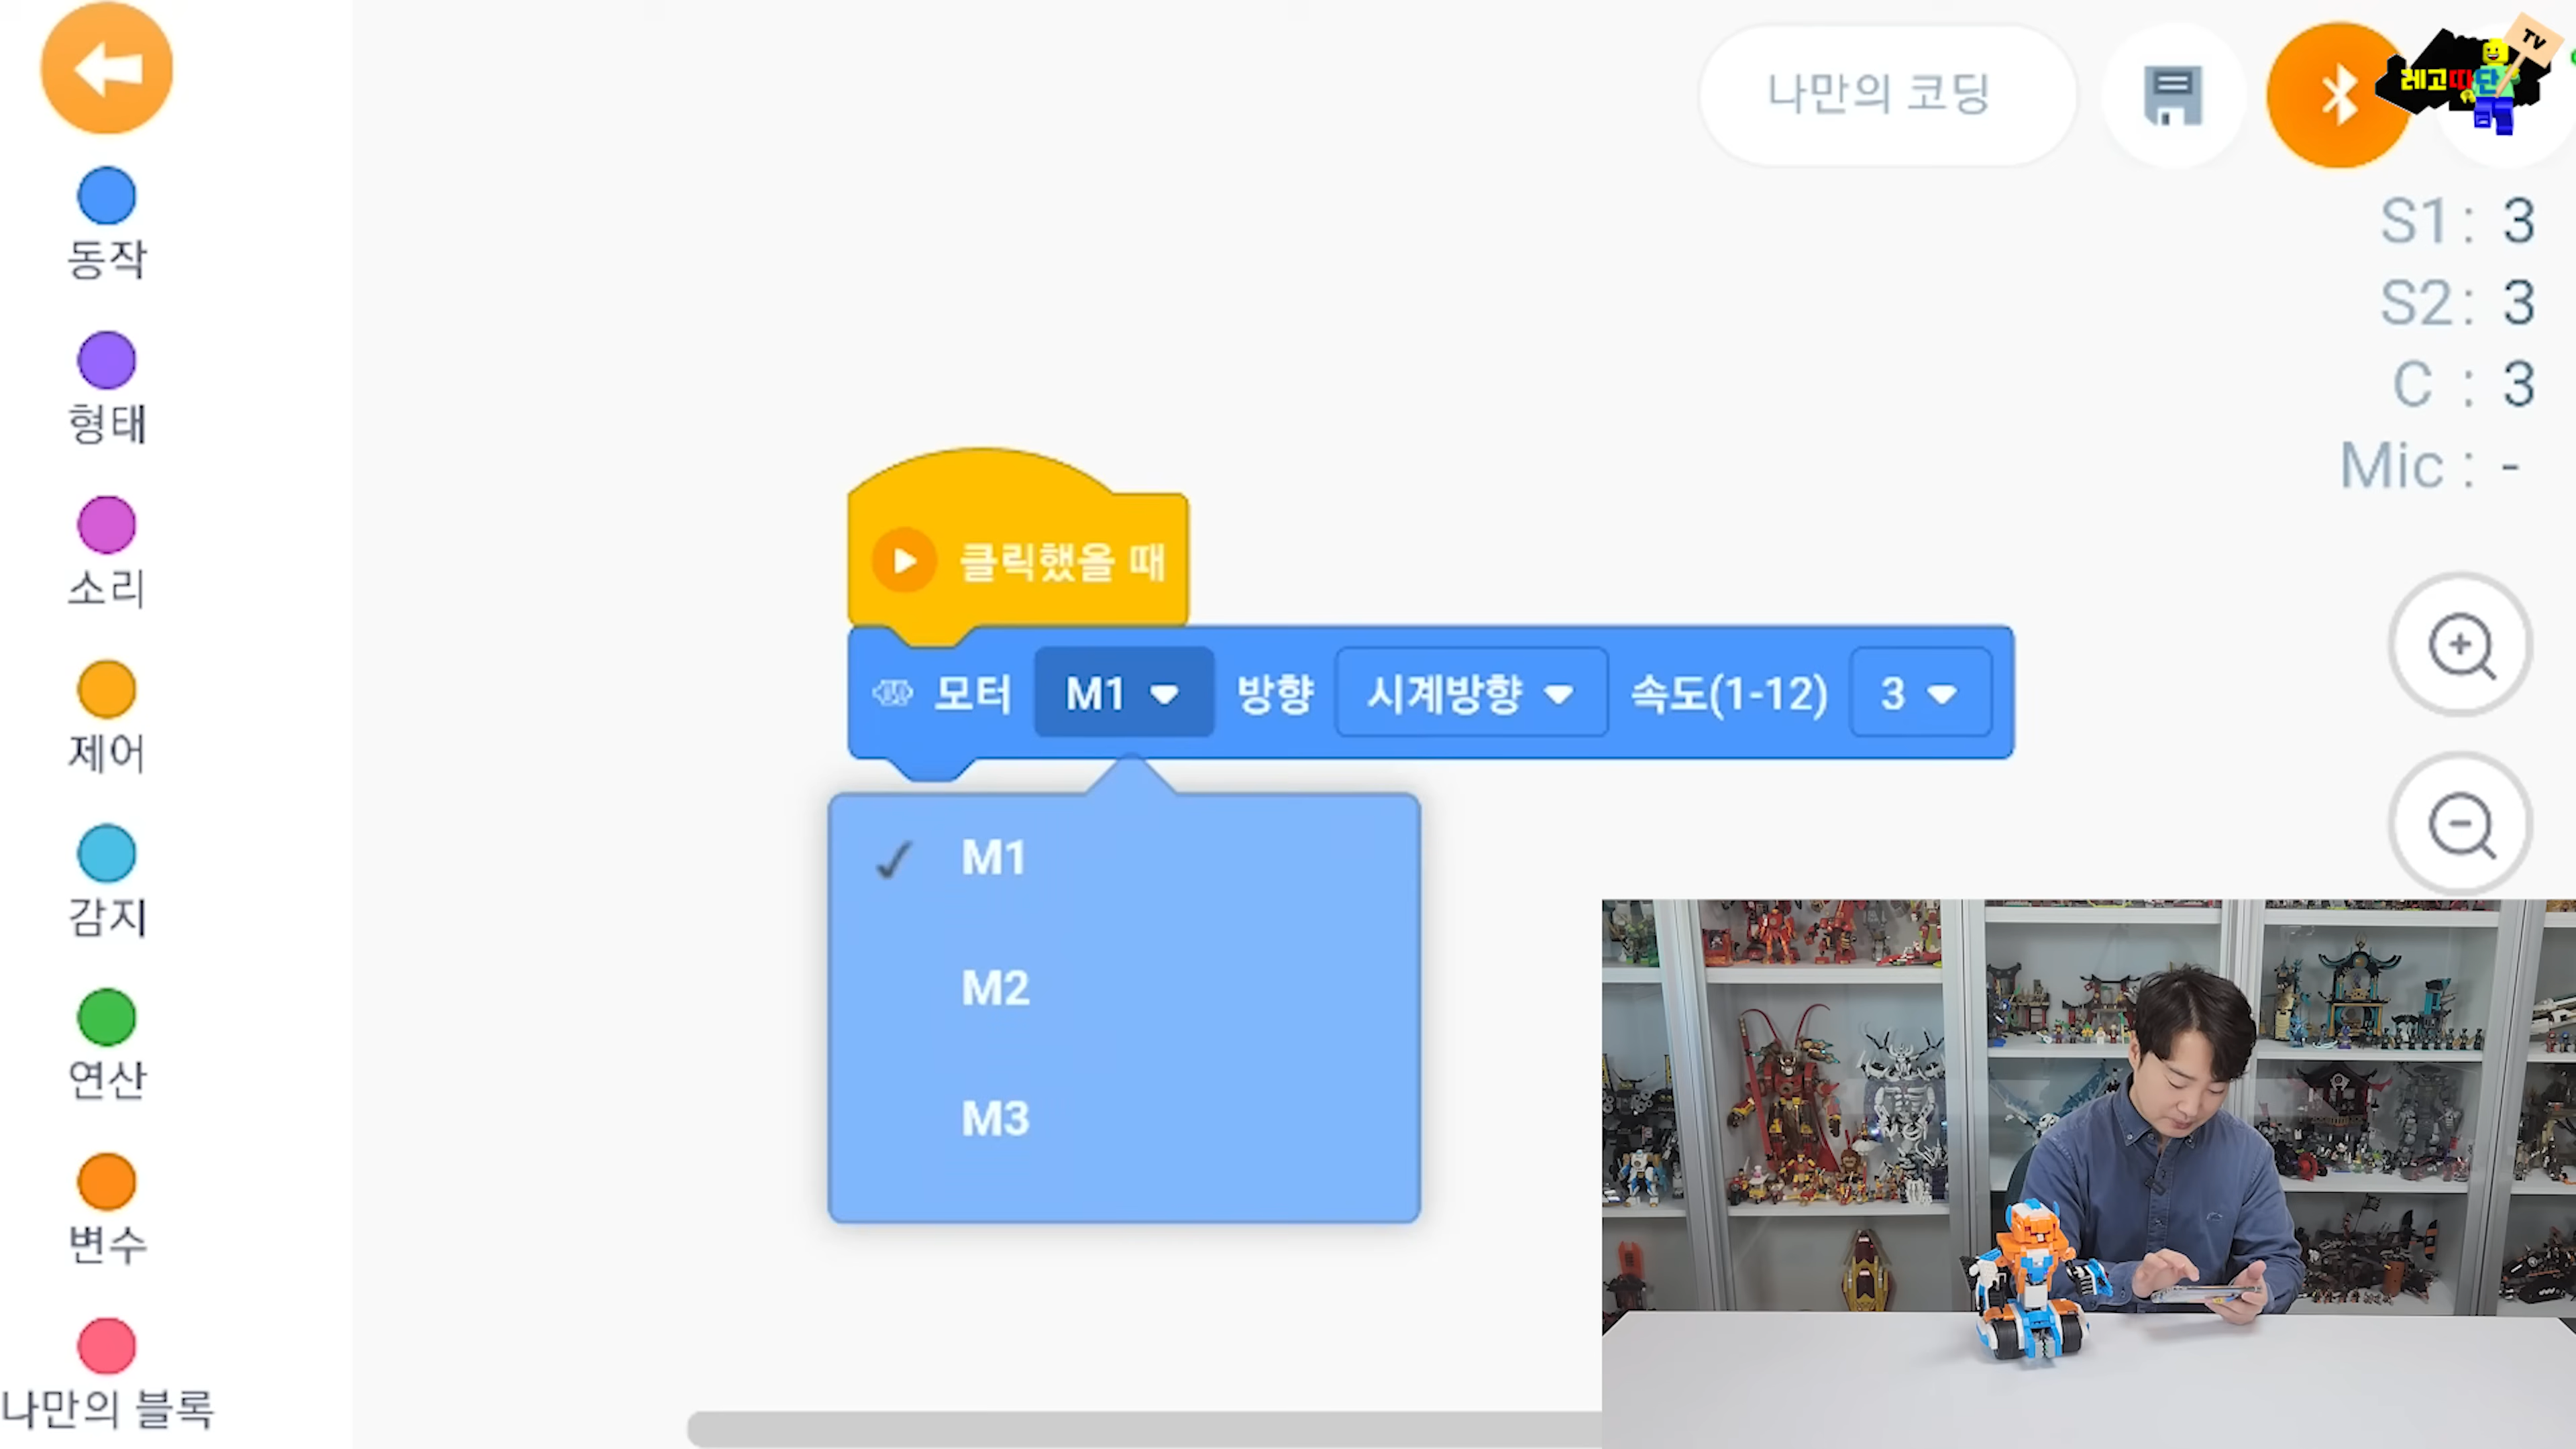 나만의 코딩
레고따단
TV
동작
형태
소리
제어
감지
연산
변수
나만의 블록
S1: 3
S2: 3
C : 3
Mic : -
클릭했을 때
모터 M1 방향 시계방향 속도(1-12) 3
M1
M2
M3